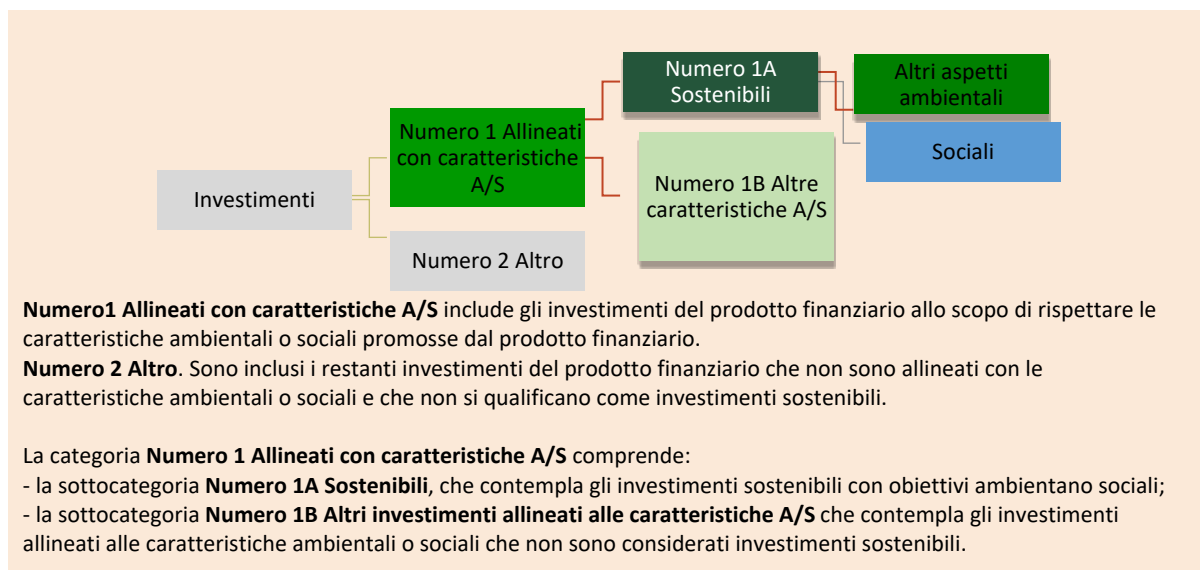 Numero 1A
Sostenibili
Altri aspetti
ambientali
Numero 1 Allineati
con caratteristiche
A/S
Sociali
Investimenti
Numero 1B Altre
caratteristiche A/S
Numero 2 Altro
Numero1 Allineati con caratteristiche A/S include gli investimenti del prodotto finanziario allo scopo di rispettare le
caratteristiche ambientali o sociali promosse dal prodotto finanziario.
Numero 2 Altro. Sono inclusi i restanti investimenti del prodotto finanziario che non sono allineati con le
caratteristiche ambientali o sociali e che non si qualificano come investimenti sostenibili.
La categoria Numero 1 Allineati con caratteristiche A/S comprende:
- la sottocategoria Numero 1A Sostenibili, che contempla gli investimenti sostenibili con obiettivi ambientano sociali;
- la sottocategoria Numero 1B Altri investimenti allineati alle caratteristiche A/S che contempla gli investimenti
allineati alle caratteristiche ambientali o sociali che non sono considerati investimenti sostenibili.